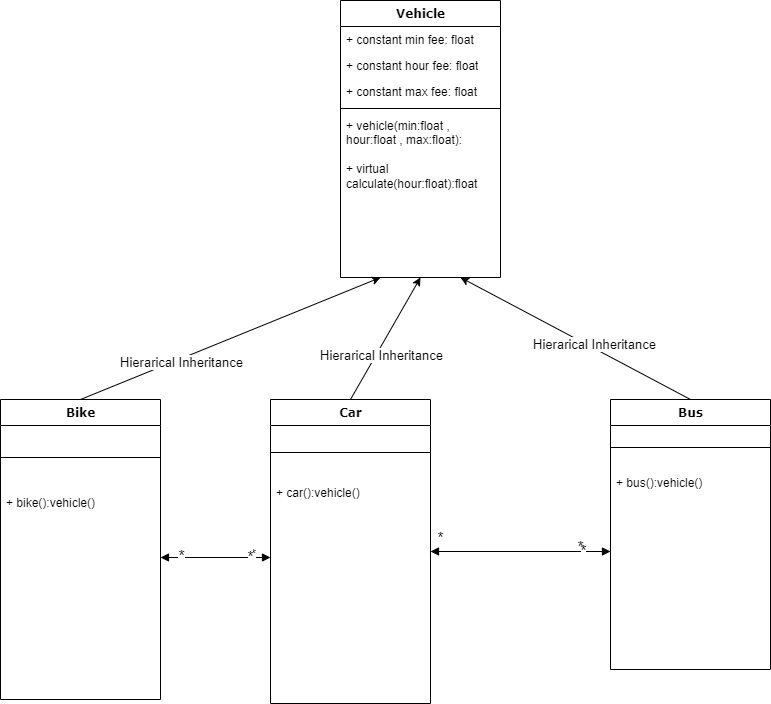 Vehicle
+ constant min fee: float
+ constant hour fee: float
+ constant max fee: float
+ vehicle(min:float ,
hour:float , max:float):
+ virtual
calculate(hour:float):float
Hierarical Inheritance
Hierarical Inheritance
Hierarical Inheritance
Bike
Car
Bus
+ bike():vehicle()
+ car():vehicle()
+ bus():vehicle()
*
**
*
**